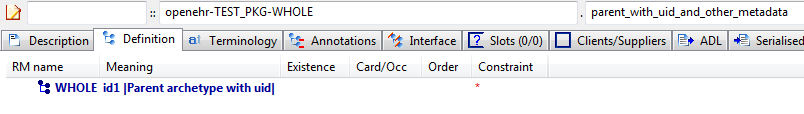 :: openehr-TEST_PKG-WHOLE . parent_with_uid_and_other_metadata
Description Definition Terminology Annotations Interface Slots (0/0) Clients/Suppliers ADL Serialised
RM name Meaning Existence Card/Occ Order Constraint
WHOLE id1 |Parent archetype with uid| *